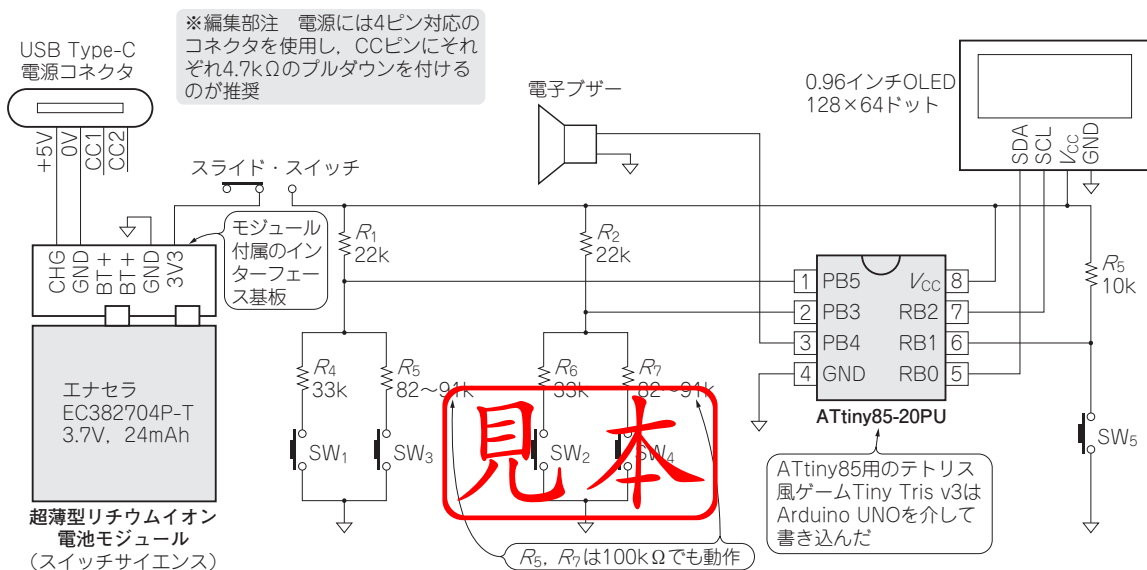 ※編集部注　電源には4ピン対応の
コネクタを使用し，CCピンにそれ
ぞれ4.7kΩのプルダウンを付ける
のが推奨
USB Type-C
電源コネクタ
+5V
0V
CC1
CC2
スライド・スイッチ
電子ブザー
0.96インチOLED
128×64ドット
SDA
SCL
VCC
GND
CHG
GND
BT+
BT+
GND
3V3
モジュール
付属のイン
ターフェー
ス基板
エナセラ
EC382704P-T
3.7V，24mAh
超薄型リチウムイオン
電池モジュール
（スイッチサイエンス）
R1
22k
R2
22k
R4
33k
R5
82〜91k
R6
33k
R7
82〜91k
SW1
SW3
SW2
SW4
見本
R5，R7は100kΩでも動作
1 PB5 VCC 8
2 PB3 RB2 7
3 PB4 RB1 6
4 GND RB0 5
ATtiny85-20PU
ATtiny85用のテトリス
風ゲームTiny Tris v3は
Arduino UNOを介して
書き込んだ
R5
10k
SW5